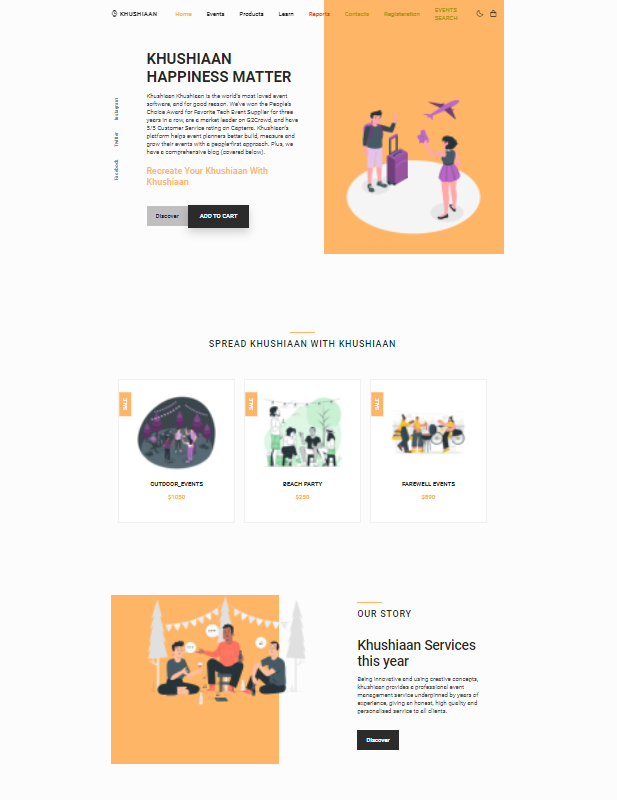 KHUSHIAAN
Home
Events
Products
Learn
Reports
Contacts
Registeration
EVENTS
SEARCH
KHUSHIAAN
HAPPINESS MATTER
Khushiaan Khushiaan is the world's most loved event
software, and for good reason. We've won the People's
Choice Award for Favorite Tech Event Supplier for three
years in a row, are a market leader on G2Crowd, and have
5/5 Customer Service rating on Capterra. Khushiaan's
platform helps event planners better build, measure and
grow their events with a people-first approach. Plus, we
have a comprehensive blog (covered below).
Recreate Your Khushiaan With
Khushiaan
Instagram
Twitter
Facebook
Discover
ADD TO CART
SPREAD KHUSHIAAN WITH KHUSHIAAN
SALE
OUTDOOR_EVENTS
$1050
SALE
BEACH PARTY
$250
SALE
FAREWELL EVENTS
$890
OUR STORY
Khushiaan Services
this year
Being innovative and using creative concepts,
khushiaan provides a professional event
management service underpinned by years of
experience, giving an honest, high quality and
personalised service to all clients.
Discover